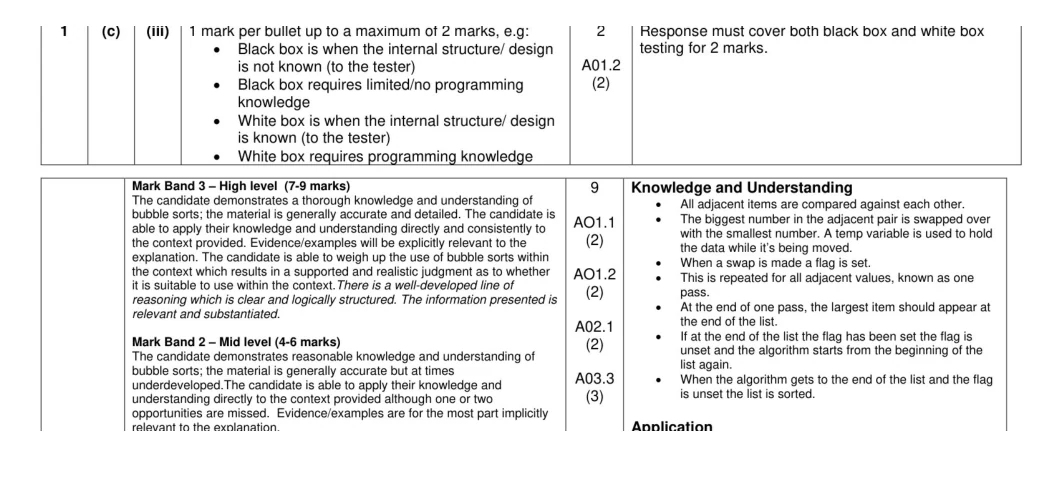 1 (c) (iii) 1 mark per bullet up to a maximum of 2 marks, e.g:
• Black box is when the internal structure/ design
is not known (to the tester)
• Black box requires limited/no programming
knowledge
• White box is when the internal structure/ design
is known (to the tester)
• White box requires programming knowledge
2
A01.2
(2)
Response must cover both black box and white box
testing for 2 marks.
Mark Band 3 – High level (7-9 marks)
The candidate demonstrates a thorough knowledge and understanding of
bubble sorts; the material is generally accurate and detailed. The candidate is
able to apply their knowledge and understanding directly and consistently to
the context provided. Evidence/examples will be explicitly relevant to the
explanation. The candidate is able to weigh up the use of bubble sorts within
the context which results in a supported and realistic judgment as to whether
it is suitable to use within the context.There is a well-developed line of
reasoning which is clear and logically structured. The information presented is
relevant and substantiated.
Mark Band 2 – Mid level (4-6 marks)
The candidate demonstrates reasonable knowledge and understanding of
bubble sorts; the material is generally accurate but at times
underdeveloped.The candidate is able to apply their knowledge and
understanding directly to the context provided although one or two
opportunities are missed. Evidence/examples are for the most part implicitly
relevant to the explanation.
9
AO1.1
(2)
AO1.2
(2)
A02.1
(2)
A03.3
(3)
Knowledge and Understanding
• All adjacent items are compared against each other.
• The biggest number in the adjacent pair is swapped over
with the smallest number. A temp variable is used to hold
the data while it's being moved.
• When a swap is made a flag is set.
• This is repeated for all adjacent values, known as one
pass.
• At the end of one pass, the largest item should appear at
the end of the list.
• If at the end of the list the flag has been set the flag is
unset and the algorithm starts from the beginning of the
list again.
• When the algorithm gets to the end of the list and the flag
is unset the list is sorted.
Application